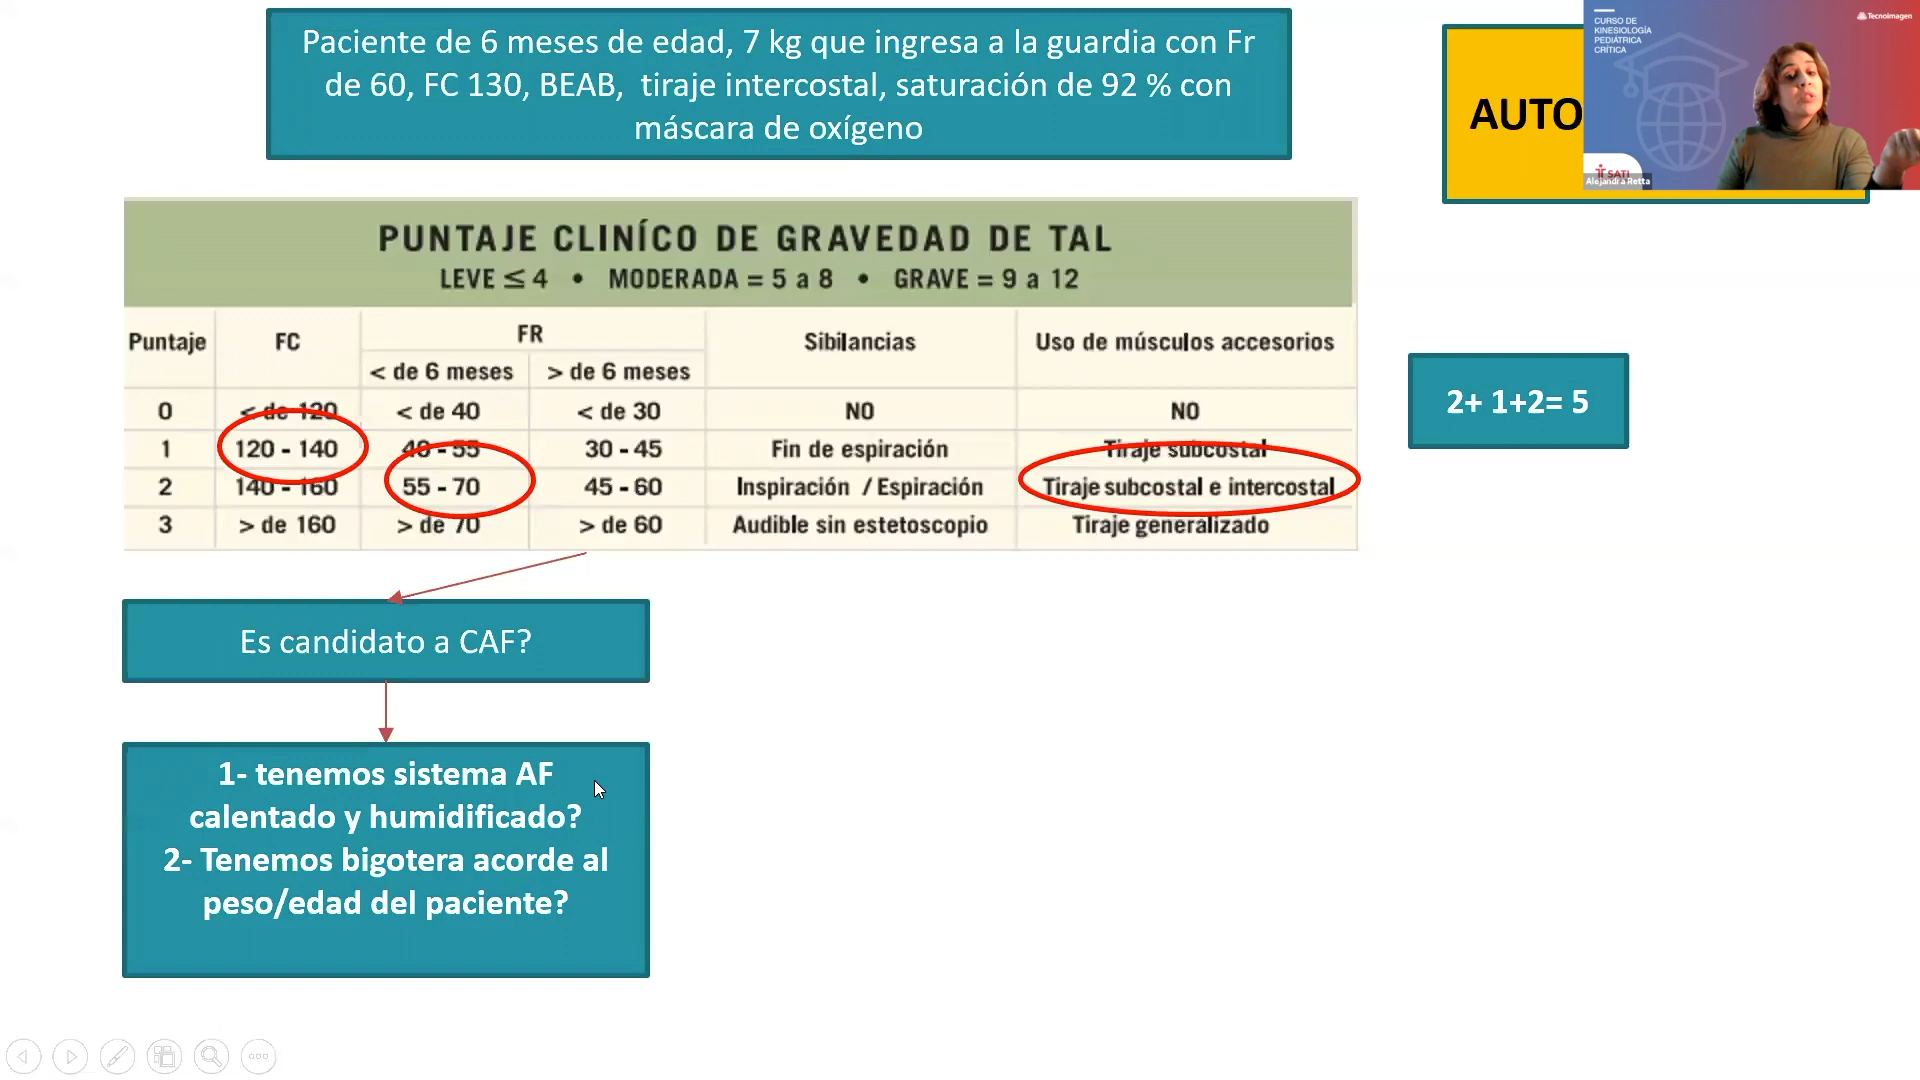 Paciente de 6 meses de edad, 7 kg que ingresa a la guardia con Fr
de 60, FC 130, BEAB, tiraje intercostal, saturación de 92 % con
máscara de oxígeno
AUTO
CURSO DE
KINESIOLOGÍA
PEDIÁTRICA
CRÍTICA
Tecnoimagen
SATI
Alejandra Retta
PUNTAJE CLINÍCO DE GRAVEDAD DE TAL
LEVE ≤ 4 • MODERADA = 5 a 8 • GRAVE = 9 a 12
Puntaje FC FR Sibilancias Uso de músculos accesorios
< de 6 meses > de 6 meses
0 < de 120 < de 40 < de 30 NO NO
1 120 - 140 40 - 55 30 - 45 Fin de espiración Tiraje subcostal
2 140 - 160 55 - 70 45 - 60 Inspiración / Espiración Tiraje subcostal e intercostal
3 > de 160 > de 70 > de 60 Audible sin estetoscopio Tiraje generalizado
2+ 1+2= 5
Es candidato a CAF?
1- tenemos sistema AF
calentado y humidificado?
2- Tenemos bigotera acorde al
peso/edad del paciente?